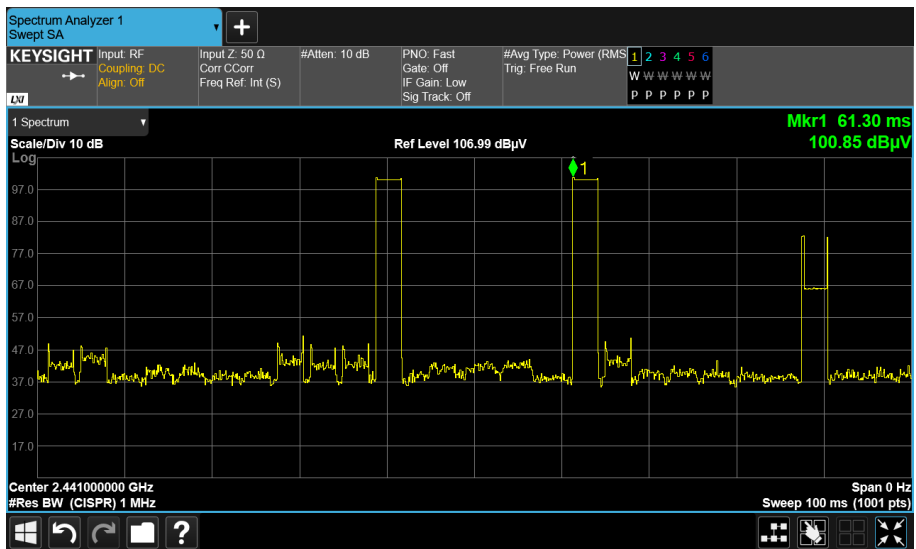 Spectrum Analyzer 1
Swept SA
+
KEYSIGHT Input: RF Input Z: 50 Ω #Atten: 10 dB PNO: Fast #Avg Type: Power (RMS 1 2 3 4 5 6
Coupling: DC Corr CCorr Gate: Off Trig: Free Run
Align: Off Freq Ref: Int (S) IF Gain: Low W W W W W W
LXI Sig Track: Off P P P P P P
1 Spectrum Mkr1 61.30 ms
Scale/Div 10 dB Ref Level 106.99 dBµV 100.85 dBµV
Log
1
97.0
87.0
77.0
67.0
57.0
47.0
37.0
27.0
17.0
Center 2.441000000 GHz Span 0 Hz
#Res BW (CISPR) 1 MHz Sweep 100 ms (1001 pts)
?